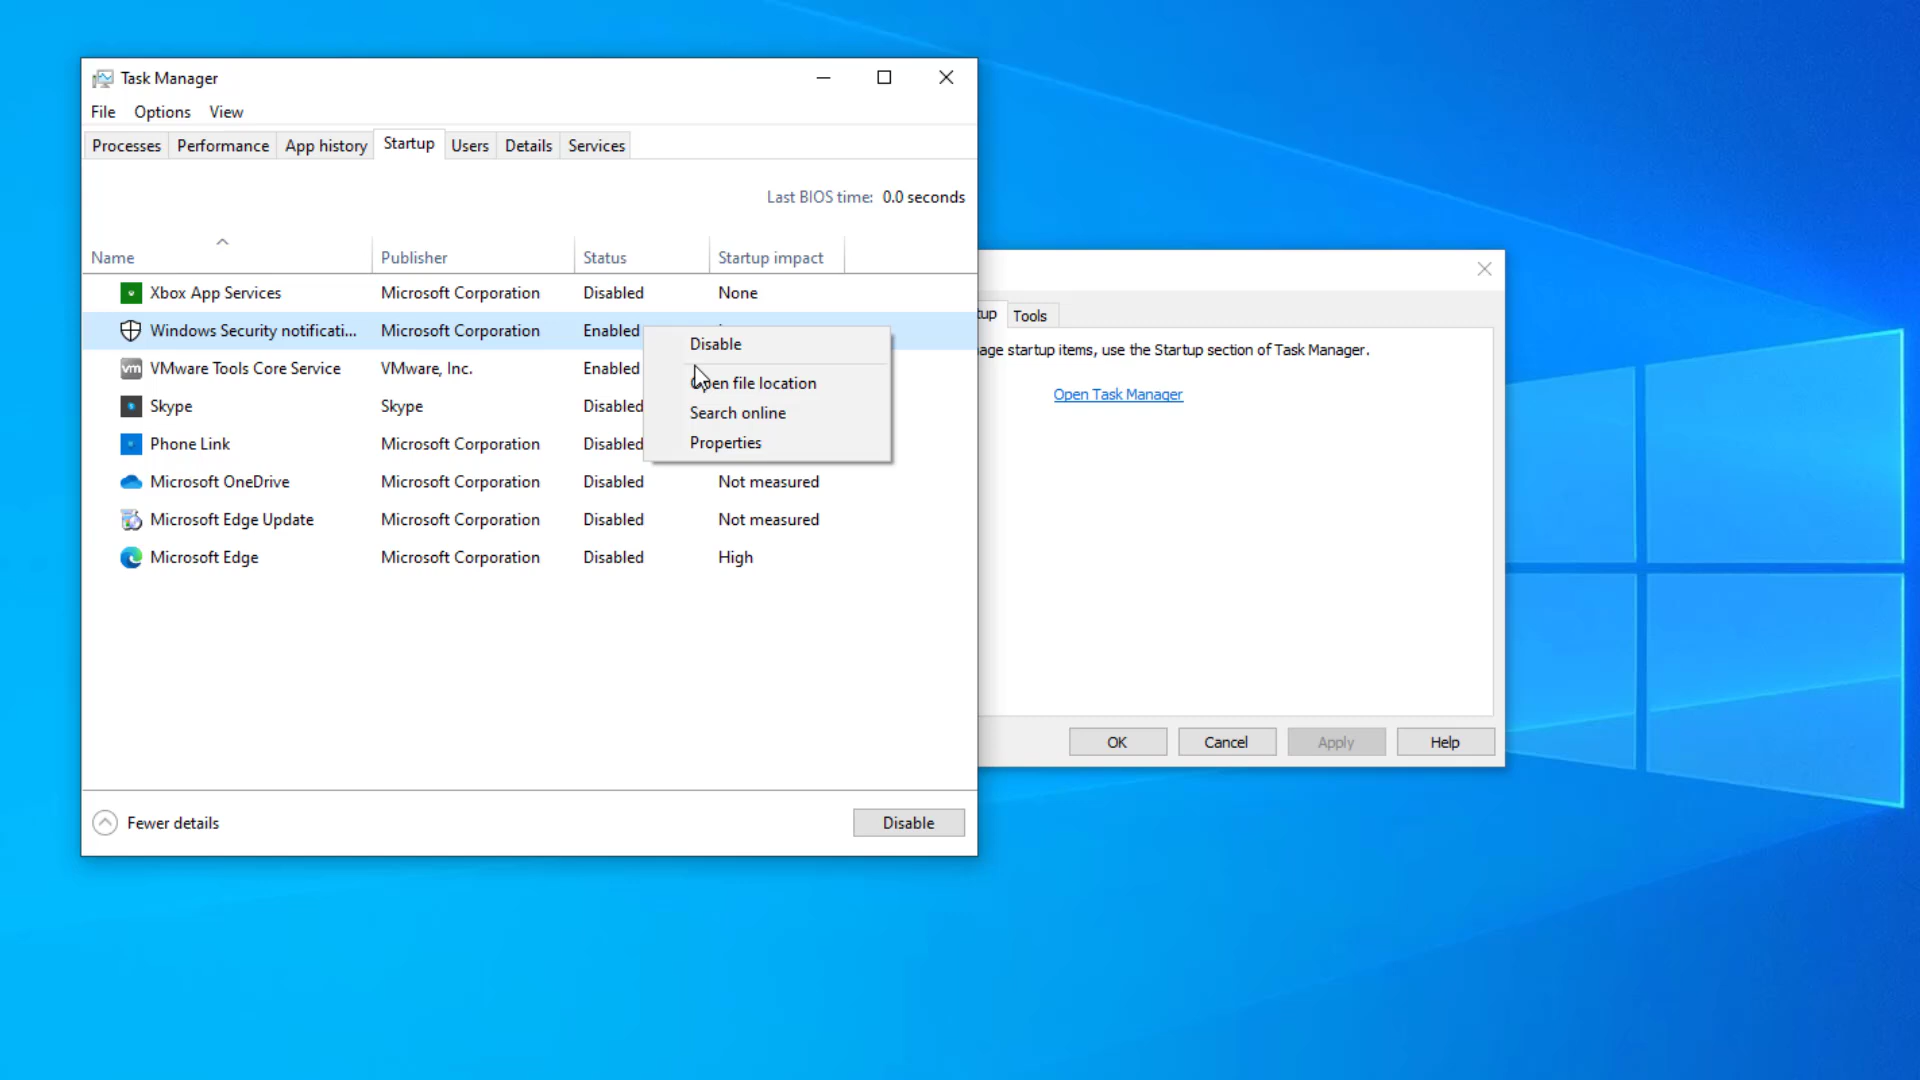 Task Manager
File Options View
Processes Performance App history Startup Users Details Services
Last BIOS time: 0.0 seconds
Name Publisher Status Startup impact
Xbox App Services Microsoft Corporation Disabled None
Windows Security notificati... Microsoft Corporation Enabled
VMware Tools Core Service VMware, Inc. Enabled
Skype Skype Disabled
Phone Link Microsoft Corporation Disabled
Microsoft OneDrive Microsoft Corporation Disabled Not measured
Microsoft Edge Update Microsoft Corporation Disabled Not measured
Microsoft Edge Microsoft Corporation Disabled High
Fewer details Disable
Disable
Open file location
Search online
Properties
up Tools
age startup items, use the Startup section of Task Manager.
Open Task Manager
OK Cancel Apply Help
vm